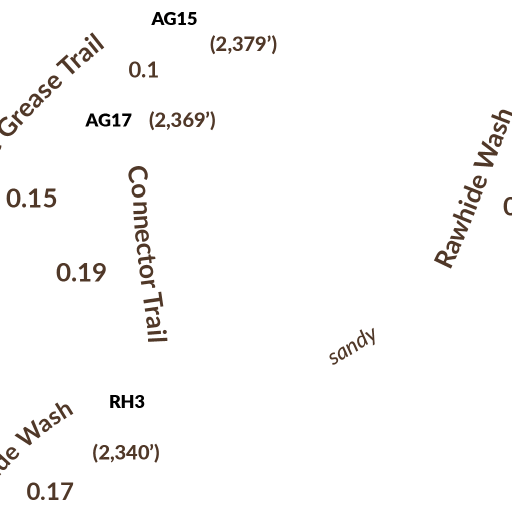 AG15
(2,379’)
Grease Trail
0.1
AG17 (2,369’)
0.15
Connector Trail
Rawhide Wash
0.19
sandy
RH3
Wash
(2,340’)
0.17